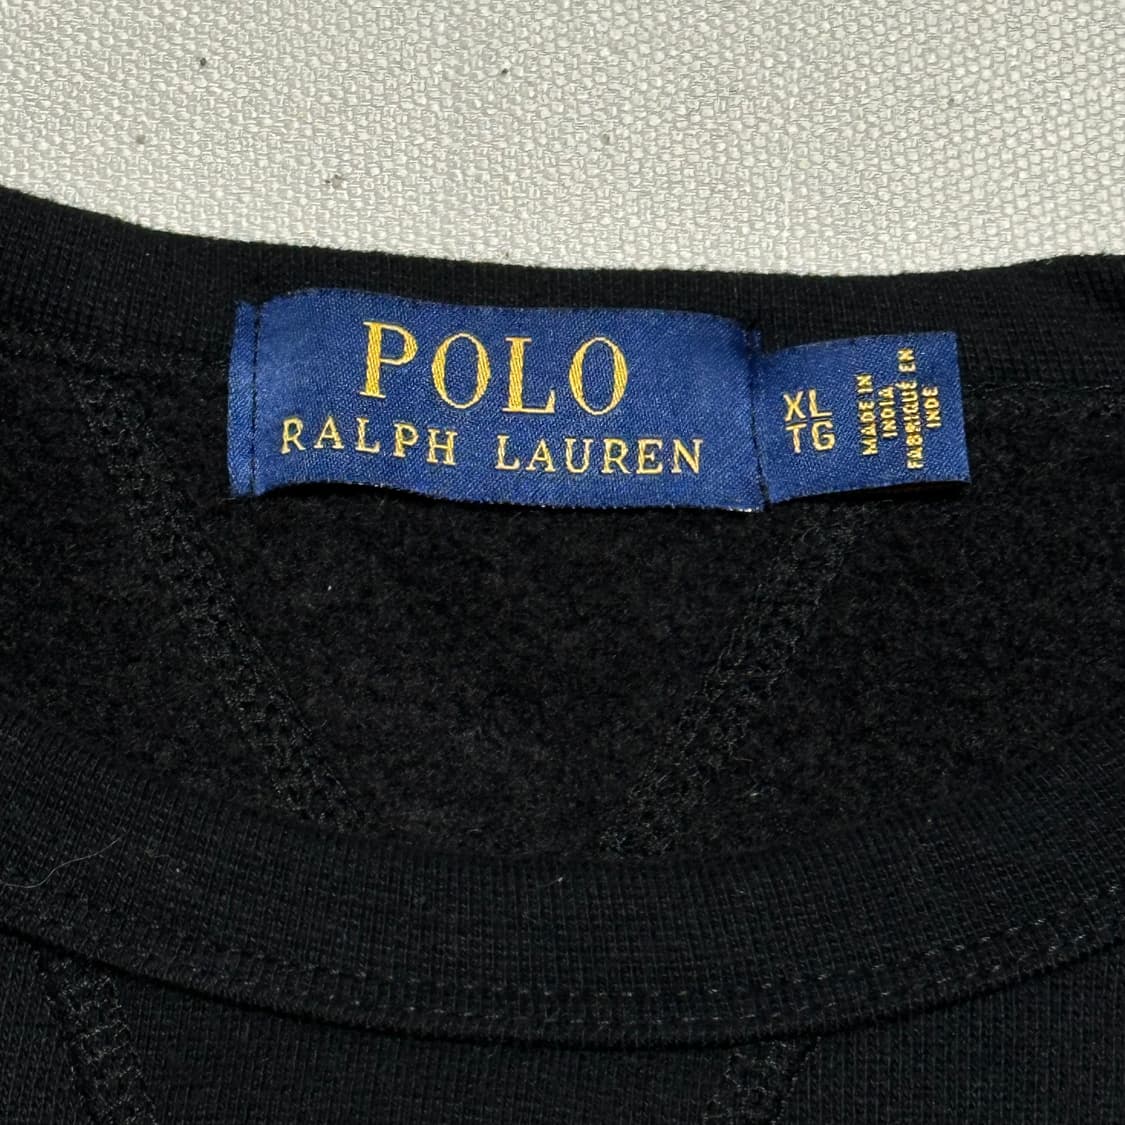 POLO
RALPH LAUREN
XL
TG
MADE IN
INDIA
FABRIQUÉ EN
INDE